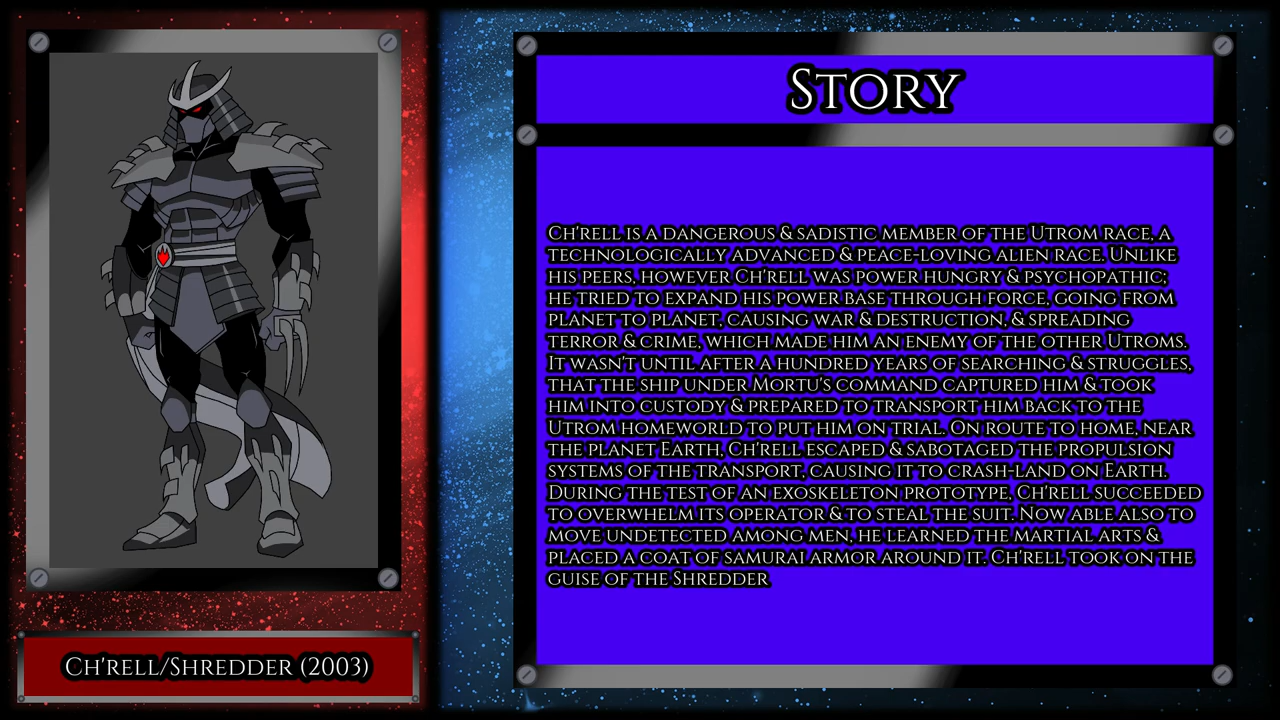 Story
Ch'rell is a dangerous & sadistic member of the Utrom race, a
technologically advanced & peace-loving alien race. Unlike
his peers, however Ch'rell was power hungry & psychopathic;
he tried to expand his power base through force, going from
planet to planet, causing war & destruction, & spreading
terror & crime, which made him an enemy of the other Utroms.
It wasn't until after a hundred years of searching & struggles,
that the ship under Mortu's command captured him & took
him into custody & prepared to transport him back to the
Utrom homeworld to put him on trial. On route to home, near
the planet Earth, Ch'rell escaped & sabotaged the propulsion
systems of the transport, causing it to crash-land on Earth.
During the test of an exoskeleton prototype, Ch'rell succeeded
to overwhelm its operator & to steal the suit. Now able also to
move undetected among men, he learned the martial arts &
placed a coat of samurai armor around it. Ch'rell took on the
guise of the Shredder
Ch'rell/Shredder (2003)